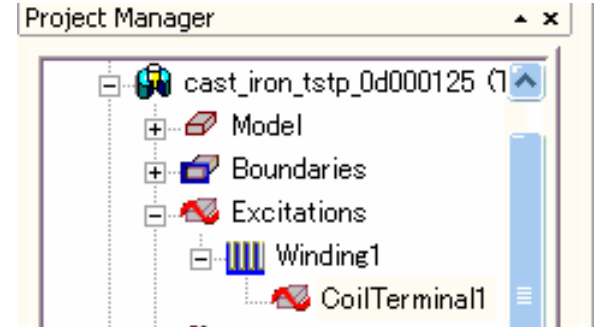 Project Manager
cast_iron_tstp_0d000125 (
Model
Boundaries
Excitations
Winding1
CoilTerminal1